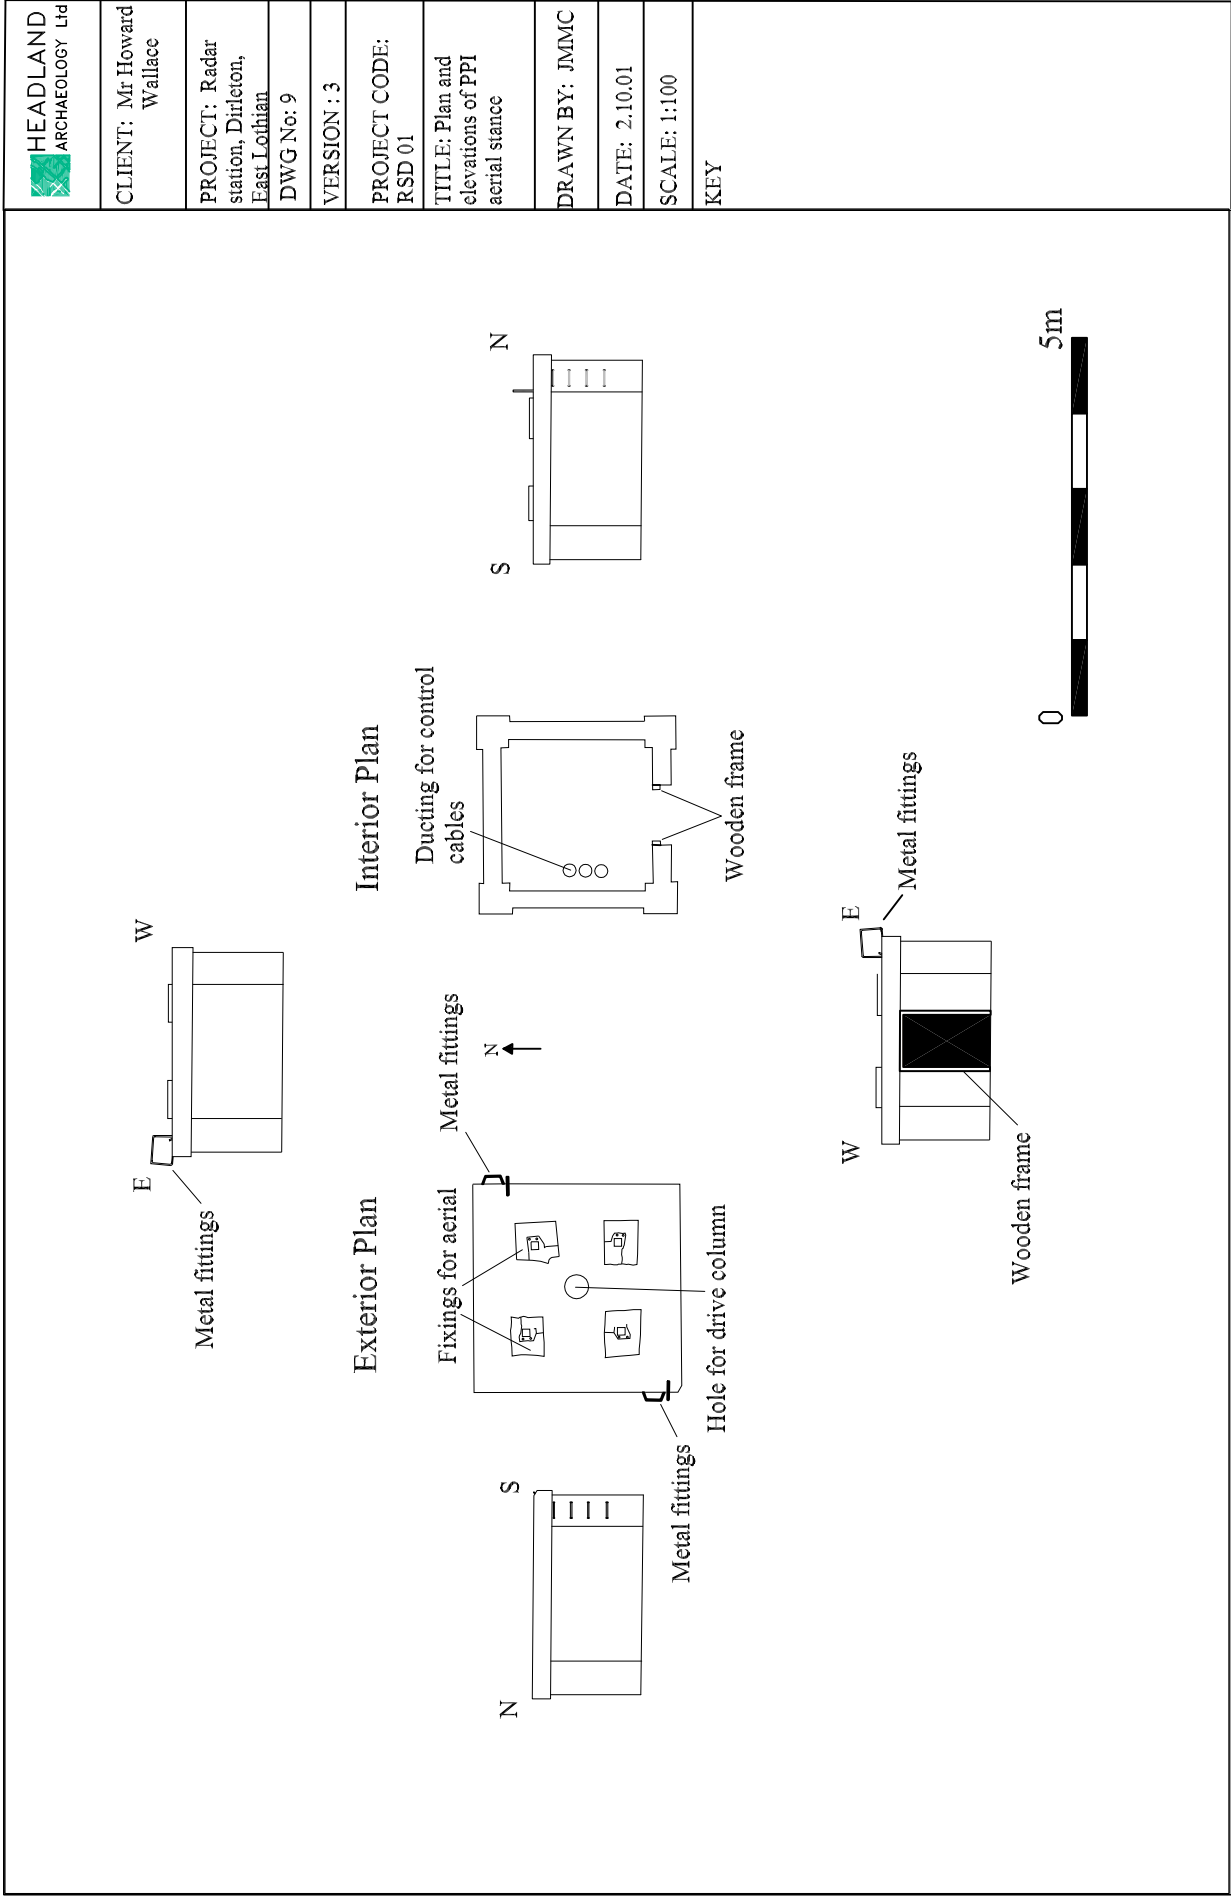 HEADLAND
ARCHAEOLOGY Ltd
CLIENT: Mr Howard
Wallace
PROJECT: Radar
station, Dirleton,
East Lothian
DWG No: 9
VERSION : 3
PROJECT CODE:
RSD 01
TITLE: Plan and
elevations of PPI
aerial stance
DRAWN BY: JMMC
DATE: 2.10.01
SCALE: 1:100
KEY
E
W
Metal fittings
Exterior Plan
Interior Plan
Fixings for aerial
Metal fittings
N
Ducting for control
cables
N
S
S
N
Metal fittings
Hole for drive column
Wooden frame
W
E
Metal fittings
Wooden frame
0
5m